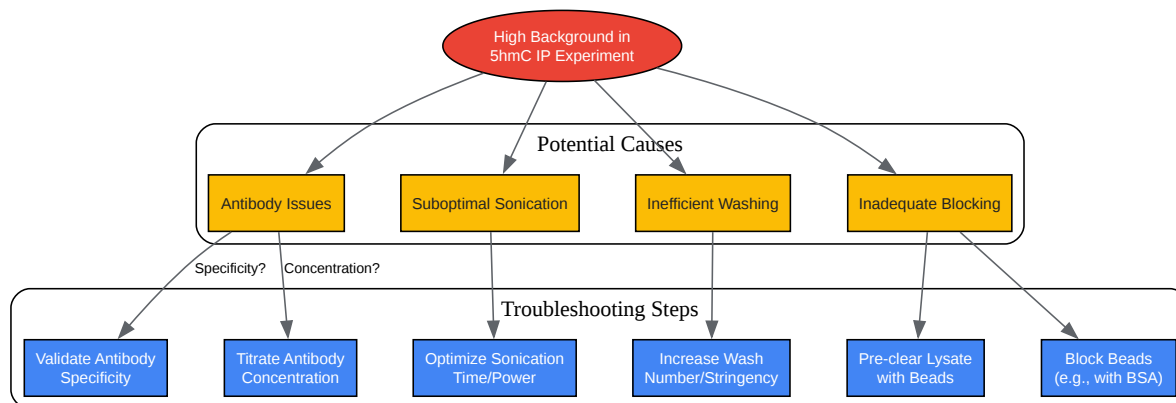 High Background in
5hmC IP Experiment
Potential Causes
Antibody Issues
Suboptimal Sonication
Inefficient Washing
Inadequate Blocking
Specificity?
Concentration?
Troubleshooting Steps
Validate Antibody
Specificity
Titrate Antibody
Concentration
Optimize Sonication
Time/Power
Increase Wash
Number/Stringency
Pre-clear Lysate
with Beads
Block Beads
(e.g., with BSA)